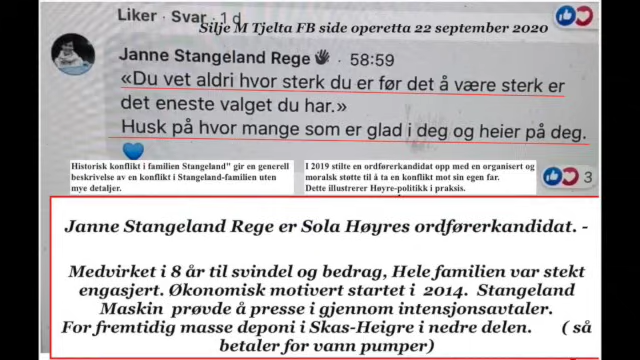 Liker · Svar · 1 d
Silje M Tjelta FB side operetta 22 september 2020
Janne Stangeland Rege · 58:59
«Du vet aldri hvor sterk du er før det å være sterk er
det eneste valget du har.»
Husk på hvor mange som er glad i deg og heier på deg.
3
Historisk konflikt i familien Stangeland" gir en generell
beskrivelse av en konflikt i Stangeland-familien uten
mye detaljer.
I 2019 stilte en ordførerkandidat opp med en organisert og
moralsk støtte til å ta en konflikt mot sin egen far.
Dette illustrerer Høyre-politikk i praksis.
Janne Stangeland Rege er Sola Høyres ordførerkandidat. -
Medvirket i 8 år til svindel og bedrag, Hele familien var stekt
engasjert. Økonomisk motivert startet i 2014. Stangeland
Maskin prøvde å presse i gjennom intensjonsavtaler.
For fremtidig masse deponi i Skas-Heigre i nedre delen. ( så
betaler for vann pumper)